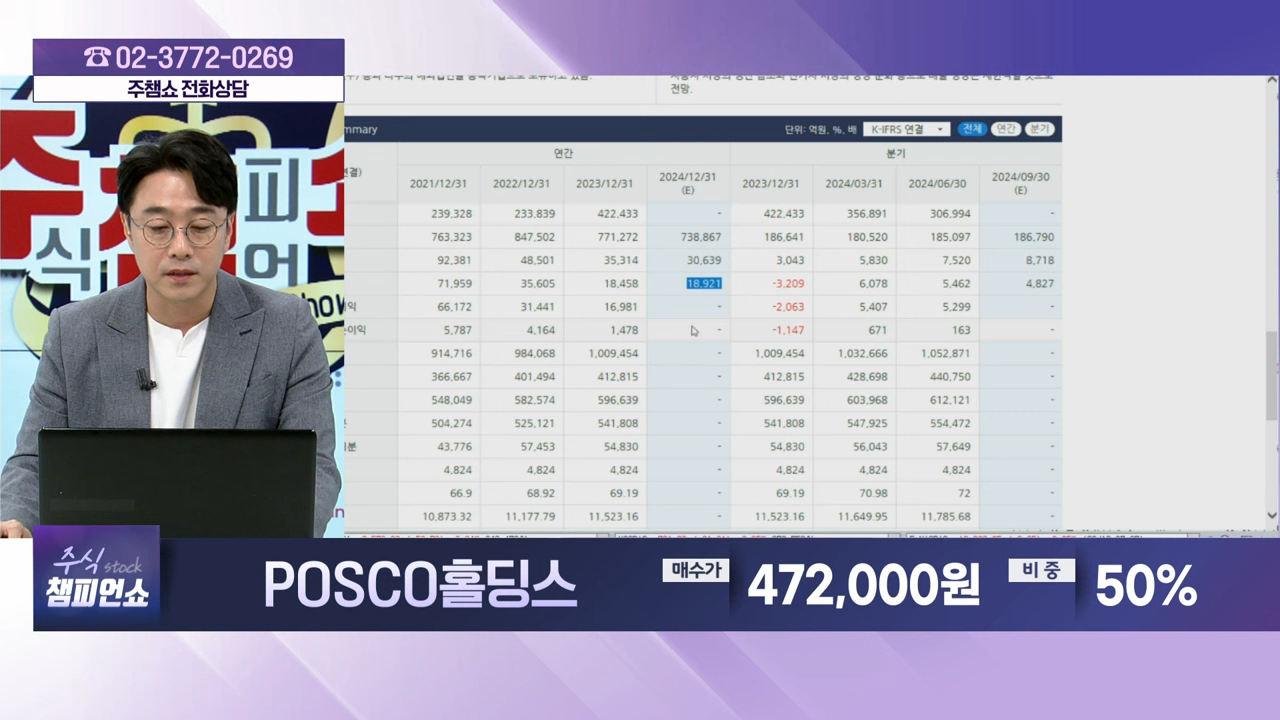 ☎02-3772-0269
주챔쇼 전화상담
전망.
mmary
단위: 억원, %, 배 K-IFRS 연결 전체 연간 분기
연간 분기
2021/12/31 2022/12/31 2023/12/31 2024/12/31 (E) 2023/12/31 2024/03/31 2024/06/30 2024/09/30 (E)
239,328 233,839 422,433 - 422,433 356,891 306,994 -
763,323 847,502 771,272 738,867 186,641 180,520 185,097 186,790
92,381 48,501 35,314 30,639 3,043 5,830 7,520 8,718
71,959 35,605 18,458 18,921 -3,209 6,078 5,462 4,827
익 66,172 31,441 16,981 - -2,063 5,407 5,299 -
이익 5,787 4,164 1,478 - -1,147 671 163 -
914,716 984,068 1,009,454 - 1,009,454 1,032,666 1,052,871 -
366,667 401,494 412,815 - 412,815 428,698 440,750 -
548,049 582,574 596,639 - 596,639 603,968 612,121 -
504,274 525,121 541,808 - 541,808 547,925 554,472 -
분 43,776 57,453 54,830 - 54,830 56,043 57,649 -
4,824 4,824 4,824 - 4,824 4,824 4,824 -
66.9 68.92 69.19 - 69.19 70.98 72 -
10,873.32 11,177.79 11,523.16 - 11,523.16 11,649.95 11,785.68 -
주식 stock
챔피언쇼
POSCO홀딩스
매수가 472,000원
비중 50%